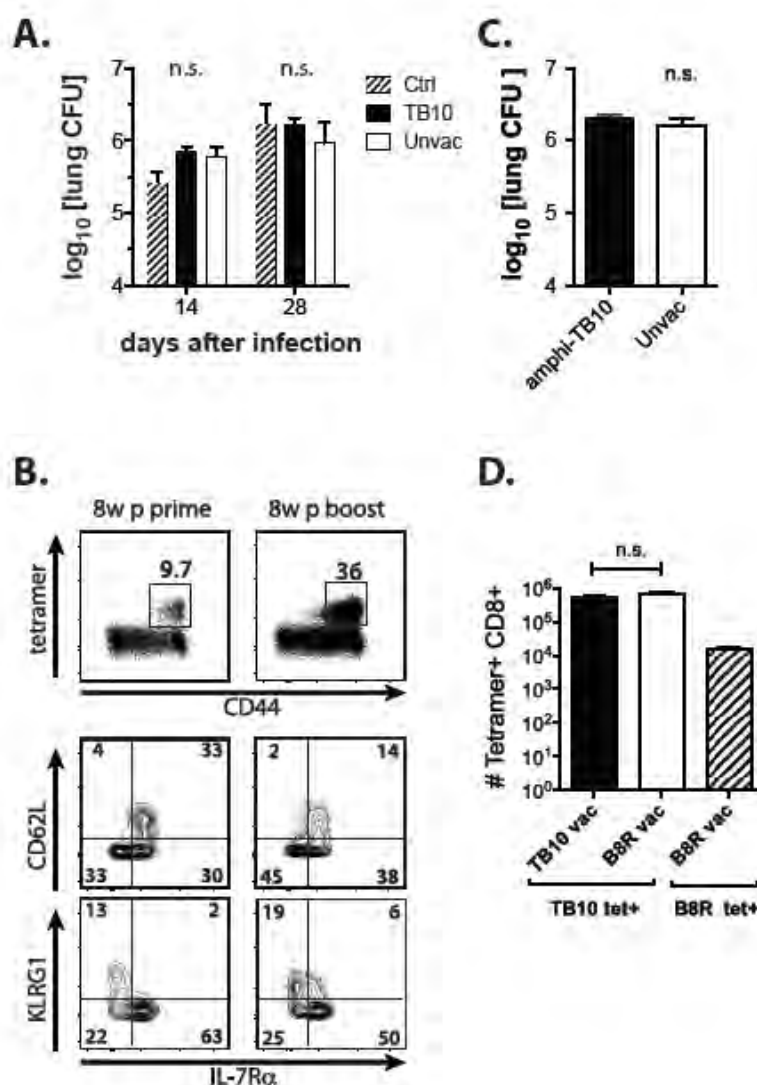 A.
n.s.
n.s.
7
6
5
4
log10 [lung CFU]
14
28
days after infection
Ctrl
TB10
Unvac
C.
n.s.
7
6
5
4
log10 [lung CFU ]
amphi-TB10
Unvac
B.
8w p prime
8w p boost
9.7
36
tetramer
CD44
4
33
2
14
33
30
45
38
CD62L
13
2
19
6
22
63
25
50
KLRG1
IL-7Rα
D.
n.s.
10^6
10^5
10^4
10^3
10^2
10^1
10^0
# Tetramer+ CD8+
TB10 vac
B8R vac
B8R vac
TB10 tet+
B8R tet+